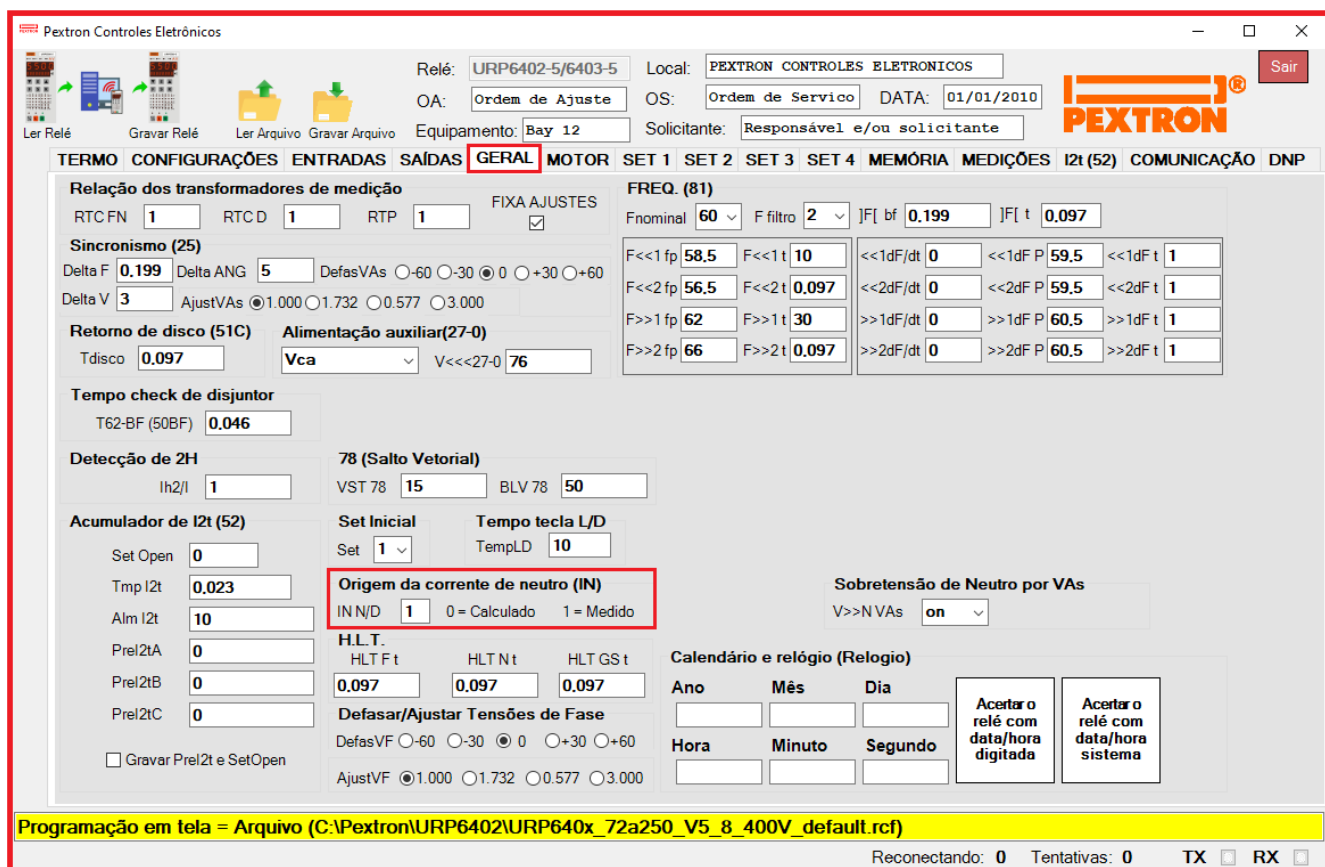 Pextron Controles Eletrônicos
Relé: URP6402-5/6403-5 Local: PEXTRON CONTROLES ELETRONICOS Sair
OA: Ordem de Ajuste OS: Ordem de Servico DATA: 01/01/2010
Ler Relé Gravar Relé Ler Arquivo Gravar Arquivo Equipamento: Bay 12 Solicitante: Responsável e/ou solicitante PEXTRON®
TERMO CONFIGURAÇÕES ENTRADAS SAÍDAS GERAL MOTOR SET 1 SET 2 SET 3 SET 4 MEMÓRIA MEDIÇÕES I2t (52) COMUNICAÇÃO DNP
Relação dos transformadores de medição
RTC FN 1 RTC D 1 RTP 1 FIXA AJUSTES
Sincronismo (25)
Delta F 0.199 Delta ANG 5 DefasVAs -60 -30 0 +30 +60
Delta V 3 AjustVAs 1.000 1.732 0.577 3.000
Retorno de disco (51C)
Tdisco 0.097
Alimentação auxiliar(27-0)
Vca V<<<27-0 76
FREQ. (81)
Fnominal 60 F filtro 2 ]F[ bf 0.199 ]F[ t 0.097
F<<1 fp 58.5 F<<1 t 10 <<1dF/dt 0 <<1dF P 59.5 <<1dF t 1
F<<2 fp 56.5 F<<2 t 0.097 <<2dF/dt 0 <<2dF P 59.5 <<2dF t 1
F>>1 fp 62 F>>1 t 30 >>1dF/dt 0 >>1dF P 60.5 >>1dF t 1
F>>2 fp 66 F>>2 t 0.097 >>2dF/dt 0 >>2dF P 60.5 >>2dF t 1
Tempo check de disjuntor
T62-BF (50BF) 0.046
Detecção de 2H
Ih2/I 1
78 (Salto Vetorial)
VST 78 15 BLV 78 50
Acumulador de I2t (52)
Set Open 0
Tmp I2t 0.023
Alm I2t 10
PreI2tA 0
PreI2tB 0
PreI2tC 0
Gravar PreI2t e SetOpen
Set Inicial
Set 1
Tempo tecla L/D
TempLD 10
Origem da corrente de neutro (IN)
IN N/D 1 0 = Calculado 1 = Medido
Sobretensão de Neutro por VAs
V>>N VAs on
H.L.T.
HLT F t HLT N t HLT GS t
0.097 0.097 0.097
Defasar/Ajustar Tensões de Fase
DefasVF -60 -30 0 +30 +60
AjustVF 1.000 1.732 0.577 3.000
Calendário e relógio (Relogio)
Ano Mês Dia
Hora Minuto Segundo
Acertar o
relé com
data/hora
digitada
Acertar o
relé com
data/hora
sistema
Programação em tela = Arquivo (C:\Pextron\URP6402\URP640x_72a250_V5_8_400V_default.rcf)
Reconectando: 0 Tentativas: 0 TX RX